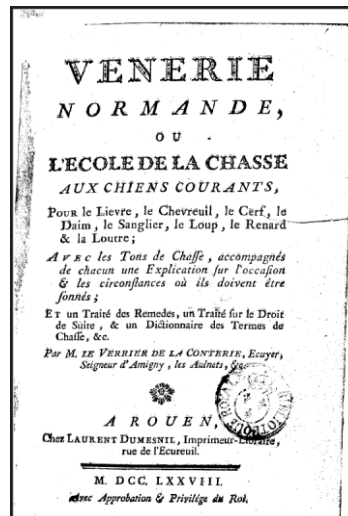 VENERIE
NORMANDE,
OU
L'ECOLE DE LA CHASSE
AUX CHIENS COURANTS,
POUR le Lievre, le Chevreuil, le Cerf, le
Daim, le Sanglier, le Loup, le Renard
& la Loutre;
AVEC les Tons de Chasse, accompagnés
de chacun une Explication sur l'occasion
& les circonstances où ils doivent être
sonnés;
ET un Traité des Remedes, un Traité sur le Droit
de Suite, & un Dictionnaire des Termes de
Chasse, &c.
Par M. LE VERRIER DE LA CONTERIE, Ecuyer,
Seigneur d'Amigny, les Aulnets, &c.
A ROUEN,
Chez LAURENT DUMESNIL, Imprimeur-Libraire,
rue de l'Ecureuil.
M. DCC. LXXVIII.
Avec Approbation & Privilége du Roi.